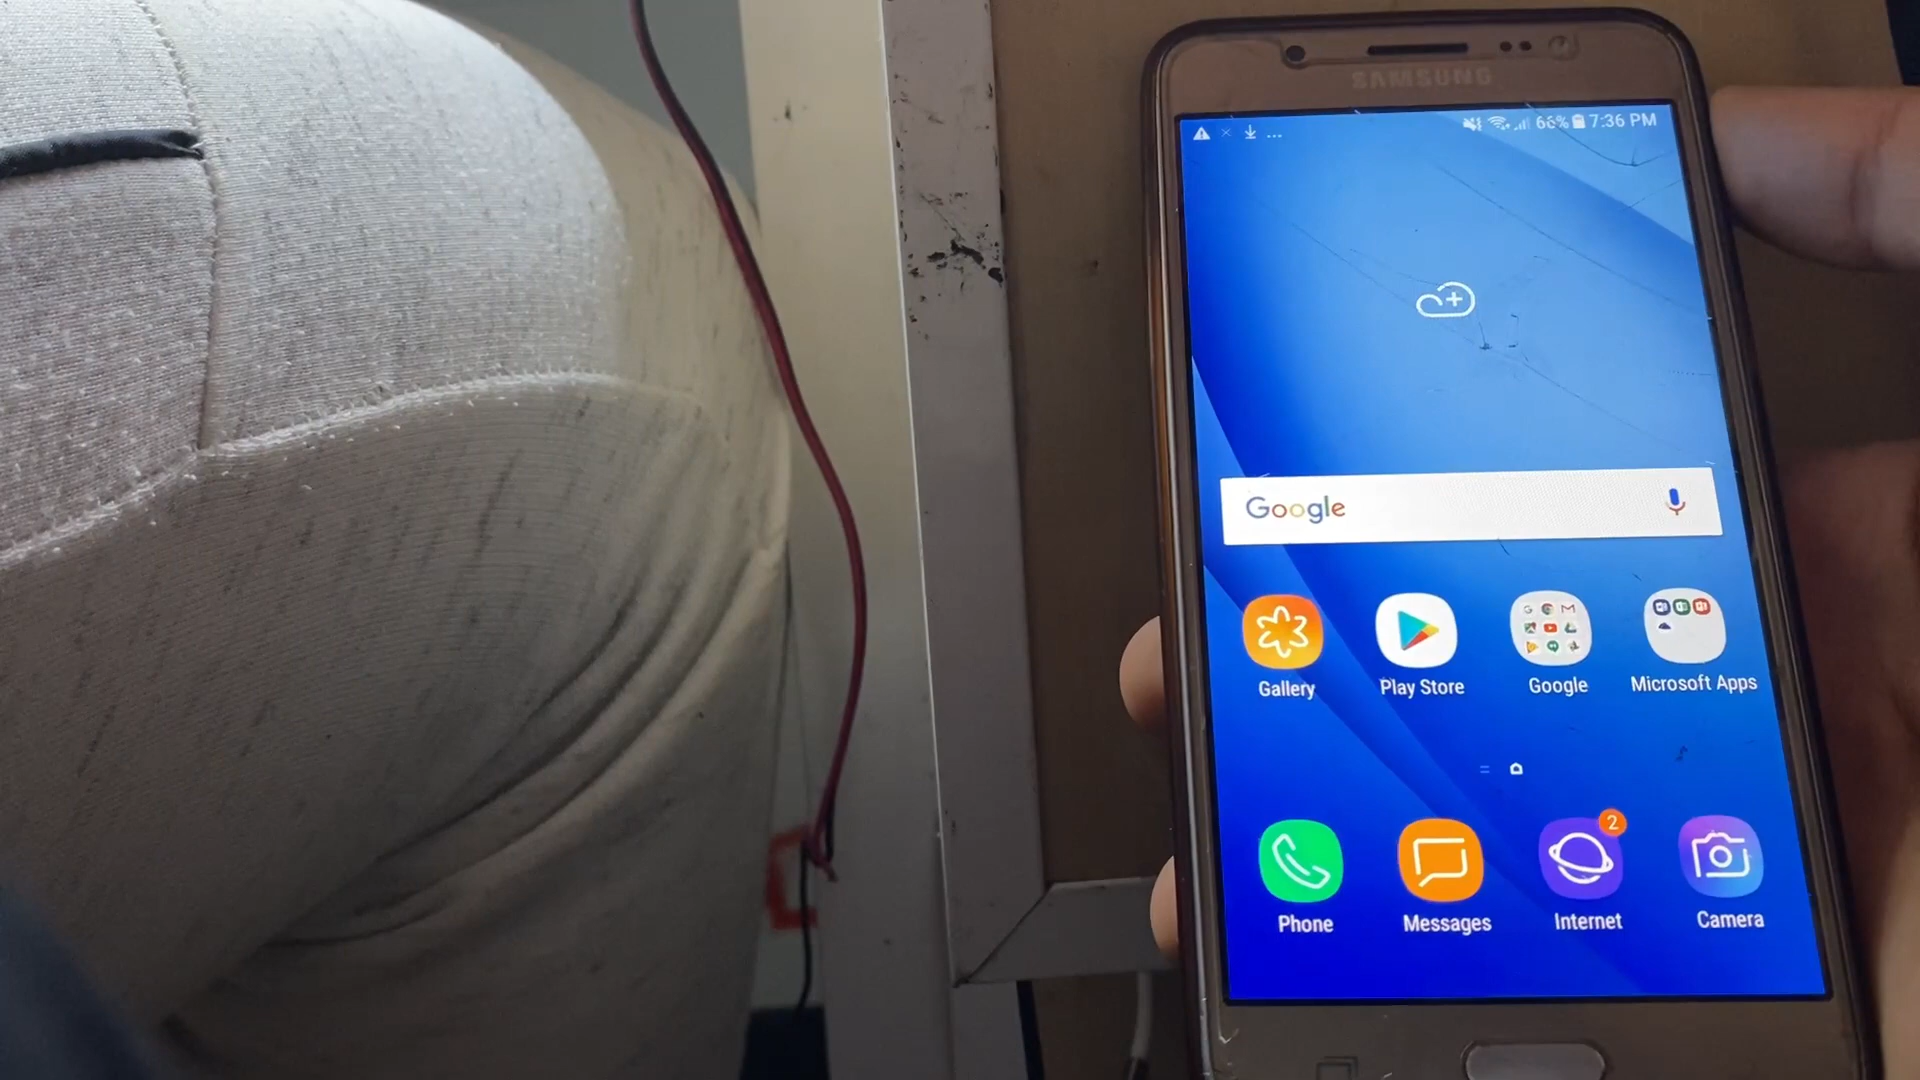 SAMSUNG
66% 7:36 PM
Google
Gallery Play Store Google Microsoft Apps
2
Phone Messages Internet Camera